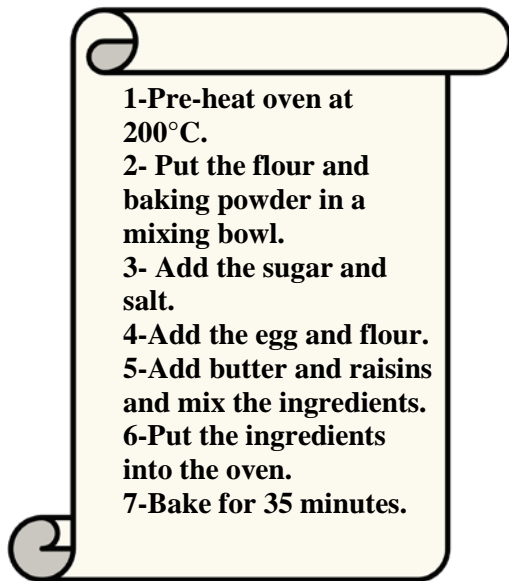 1-Pre-heat oven at
200°C.
2- Put the flour and
baking powder in a
mixing bowl.
3- Add the sugar and
salt.
4-Add the egg and flour.
5-Add butter and raisins
and mix the ingredients.
6-Put the ingredients
into the oven.
7-Bake for 35 minutes.